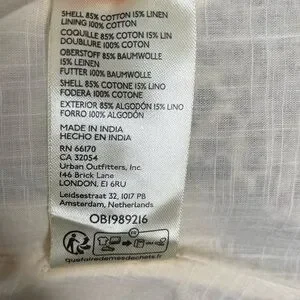 SHELL 85% COTTON 15% LINEN
LINING 100% COTTON
COQUILLE 85% COTON 15% LIN
DOUBLURE 100% COTON
OBERSTOFF 85% BAUMWOLLE
15% LEINEN
FUTTER 100% BAUMWOLLE
SHELL 85% COTONE 15% LINO
FODERA 100% COTONE
EXTERIOR 85% ALGODÓN 15% LINO
FORRO 100% ALGODÓN
MADE IN INDIA
HECHO EN INDIA
RN 66170
CA 32054
Urban Outfitters, Inc.
146 Brick Lane
LONDON, E1 6RU
Leidsestraat 32, 1017 PB
Amsterdam, Netherlands
OB1989216
FR
quefairedemesdechets.fr